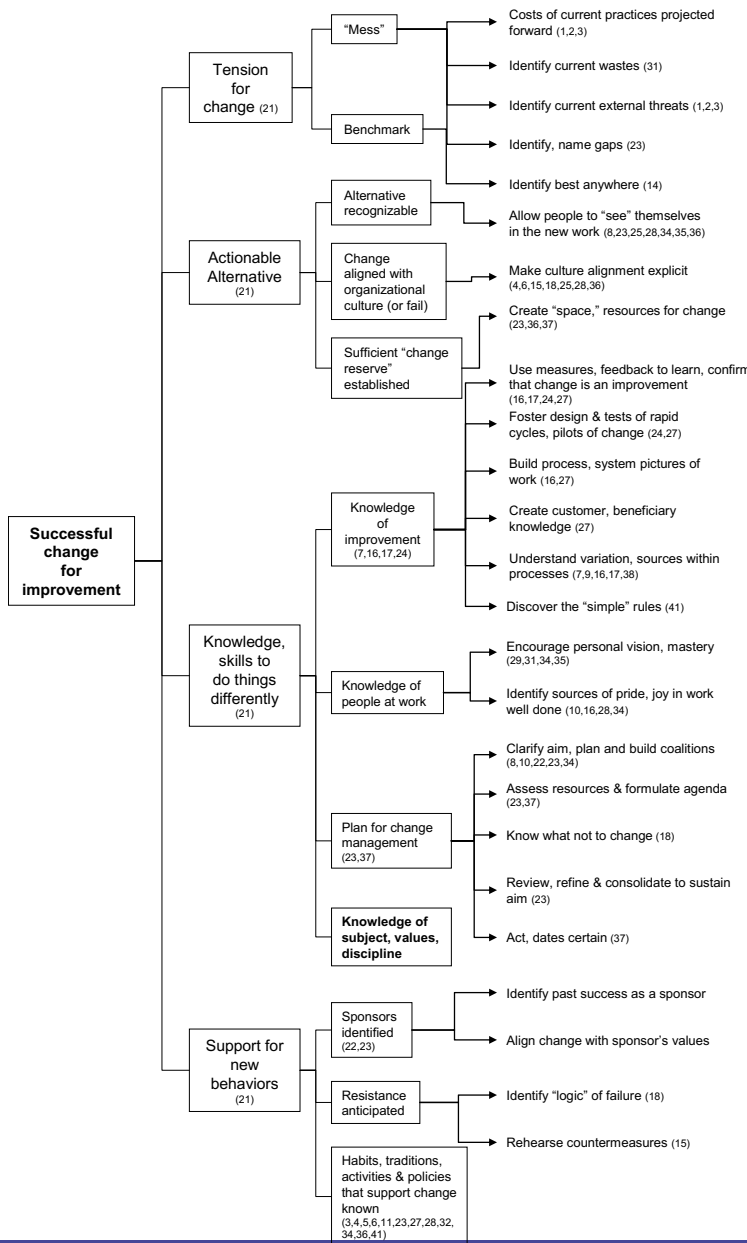 Successful
change
for
improvement
Tension
for
change (21)
“Mess”
Costs of current practices projected
forward (1,2,3)
Identify current wastes (31)
Identify current external threats (1,2,3)
Benchmark
Identify, name gaps (23)
Identify best anywhere (14)
Actionable
Alternative
(21)
Alternative
recognizable
Allow people to “see” themselves
in the new work (8,23,25,28,34,35,36)
Change
aligned with
organizational
culture (or fail)
Make culture alignment explicit
(4,6,15,18,25,28,36)
Sufficient “change
reserve”
established
Create “space,” resources for change
(23,36,37)
Knowledge,
skills to
do things
differently
(21)
Knowledge
of
improvement
(7,16,17,24)
Use measures, feedback to learn, confirm
that change is an improvement
(16,17,24,27)
Foster design & tests of rapid
cycles, pilots of change (24,27)
Build process, system pictures of
work (16,27)
Create customer, beneficiary
knowledge (27)
Understand variation, sources within
processes (7,9,16,17,38)
Discover the “simple” rules (41)
Knowledge of
people at work
Encourage personal vision, mastery
(29,31,34,35)
Identify sources of pride, joy in work
well done (10,16,28,34)
Plan for change
management
(23,37)
Clarify aim, plan and build coalitions
(8,10,22,23,34)
Assess resources & formulate agenda
(23,37)
Know what not to change (18)
Review, refine & consolidate to sustain
aim (23)
Act, dates certain (37)
Knowledge of
subject, values,
discipline
Support for
new
behaviors
(21)
Sponsors
identified
(22,23)
Identify past success as a sponsor
Align change with sponsor’s values
Resistance
anticipated
Identify “logic” of failure (18)
Rehearse countermeasures (15)
Habits, traditions,
activities & policies
that support change
known
(3,4,5,6,11,23,27,28,32,
34,36,41)